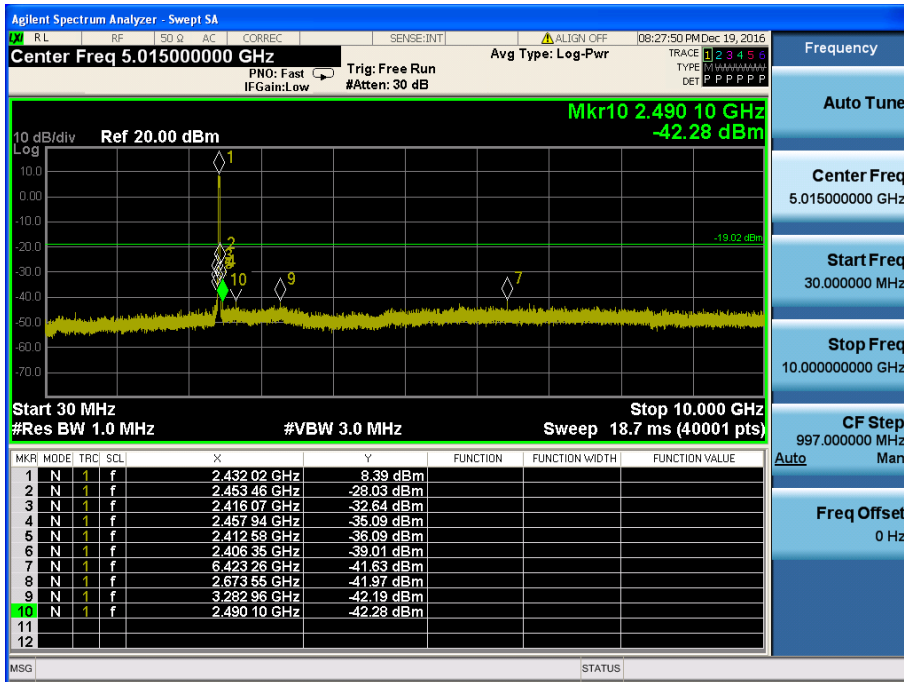 Agilent Spectrum Analyzer - Swept SA
LXI RL RF 50 Ω AC CORREC SENSE:INT ALIGN OFF 08:27:50 PM Dec 19, 2016
Center Freq 5.015000000 GHz
PNO: Fast
IFGain:Low
Trig: Free Run
#Atten: 30 dB
Avg Type: Log-Pwr
TRACE 1 2 3 4 5 6
TYPE M WWWWW
DET P P P P P P
Mkr10 2.490 10 GHz
-42.28 dBm
10 dB/div Ref 20.00 dBm
Log
10.0
0.00
-10.0
-20.0
-30.0
-40.0
-50.0
-60.0
-70.0
1
2
10
9
7
-19.02 dBm
Start 30 MHz Stop 10.000 GHz
#Res BW 1.0 MHz #VBW 3.0 MHz Sweep 18.7 ms (40001 pts)
MKR MODE TRC SCL X Y FUNCTION FUNCTION WIDTH FUNCTION VALUE
1 N 1 f 2.432 02 GHz 8.39 dBm
2 N 1 f 2.453 46 GHz -28.03 dBm
3 N 1 f 2.416 07 GHz -32.64 dBm
4 N 1 f 2.457 94 GHz -35.09 dBm
5 N 1 f 2.412 58 GHz -36.09 dBm
6 N 1 f 2.406 35 GHz -39.01 dBm
7 N 1 f 6.423 26 GHz -41.63 dBm
8 N 1 f 2.673 55 GHz -41.97 dBm
9 N 1 f 3.282 96 GHz -42.19 dBm
10 N 1 f 2.490 10 GHz -42.28 dBm
11
12
MSG STATUS
Frequency
Auto Tune
Center Freq
5.015000000 GHz
Start Freq
30.000000 MHz
Stop Freq
10.000000000 GHz
CF Step
997.000000 MHz
Auto Man
Freq Offset
0 Hz